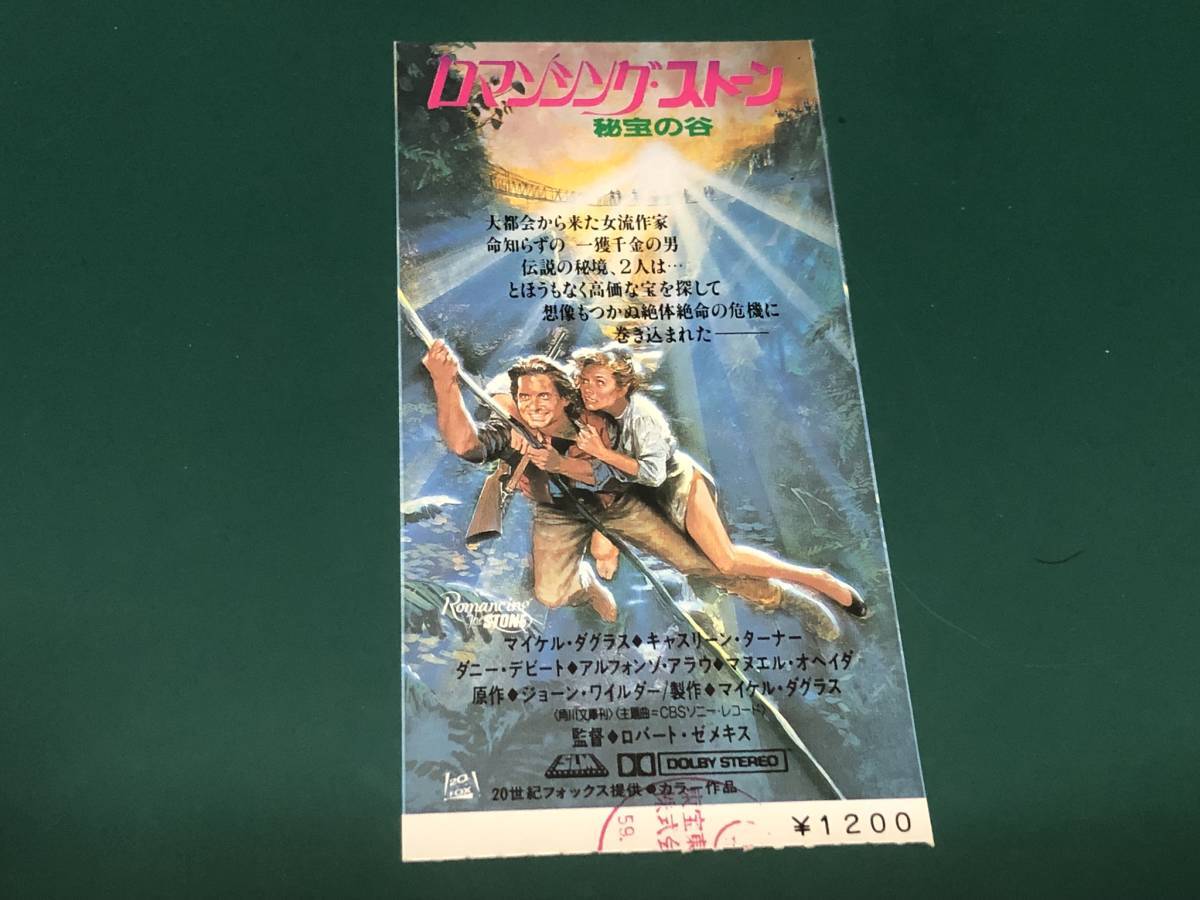 ロマンシング・ストーン
秘宝の谷
大都会から来た女流作家
命知らずの 一獲千金の男
伝説の秘境、2人は…
とほうもなく高価な宝を探して
想像もつかぬ絶体絶命の危機に
巻き込まれた――
Romancing
The STONE
マイケル・ダグラス◆キャスリーン・ターナー
ダニー・デビート◆アルフォンゾ・アラウ◆マヌエル・オヘイダ
原作◆ジョーン・ワイルダー/製作◆マイケル・ダグラス
〈角川文庫刊〉〈主題曲=CBSソニー・レコード〉
監督◆ロバート・ゼメキス
DOLBY STEREO
20 FOX
20世紀フォックス提供●カラー作品
59.
株式会
¥1200